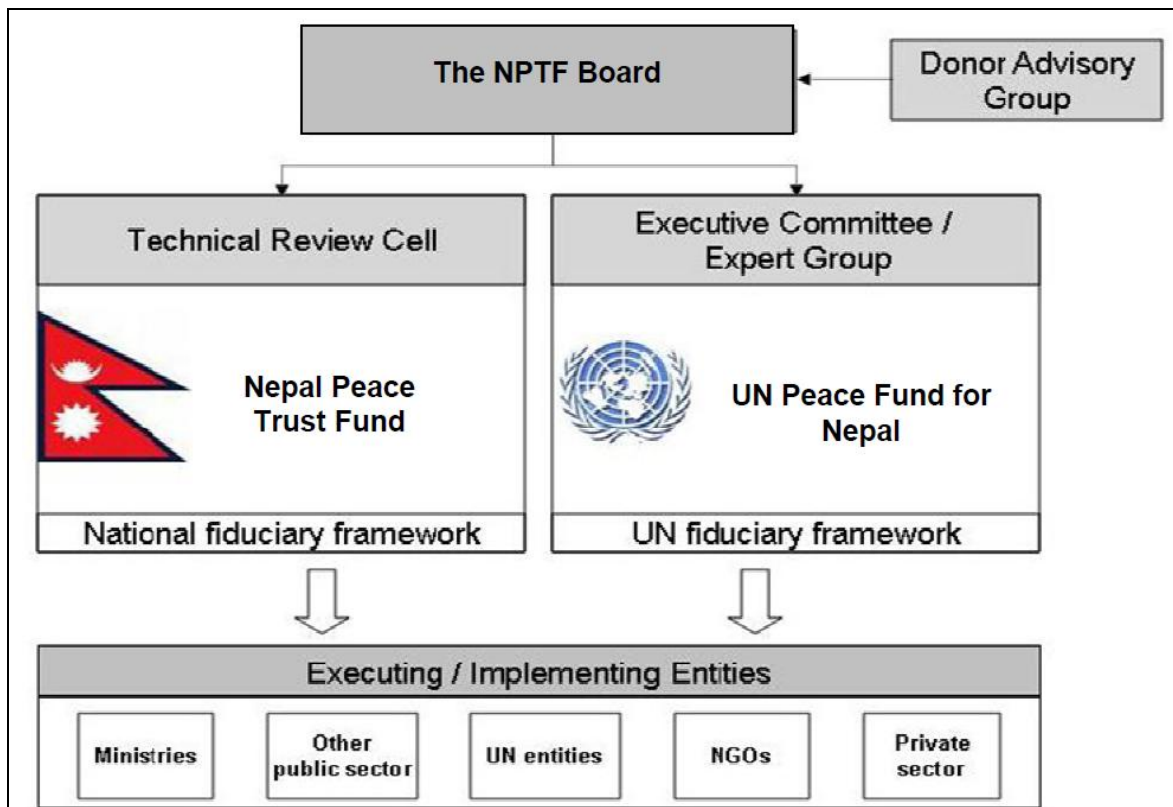 The NPTF Board
Donor Advisory
Group
Technical Review Cell
Executive Committee /
Expert Group
Nepal Peace
Trust Fund
UN Peace Fund for
Nepal
National fiduciary framework
UN fiduciary framework
Executing / Implementing Entities
Ministries
Other
public sector
UN entities
NGOs
Private
sector